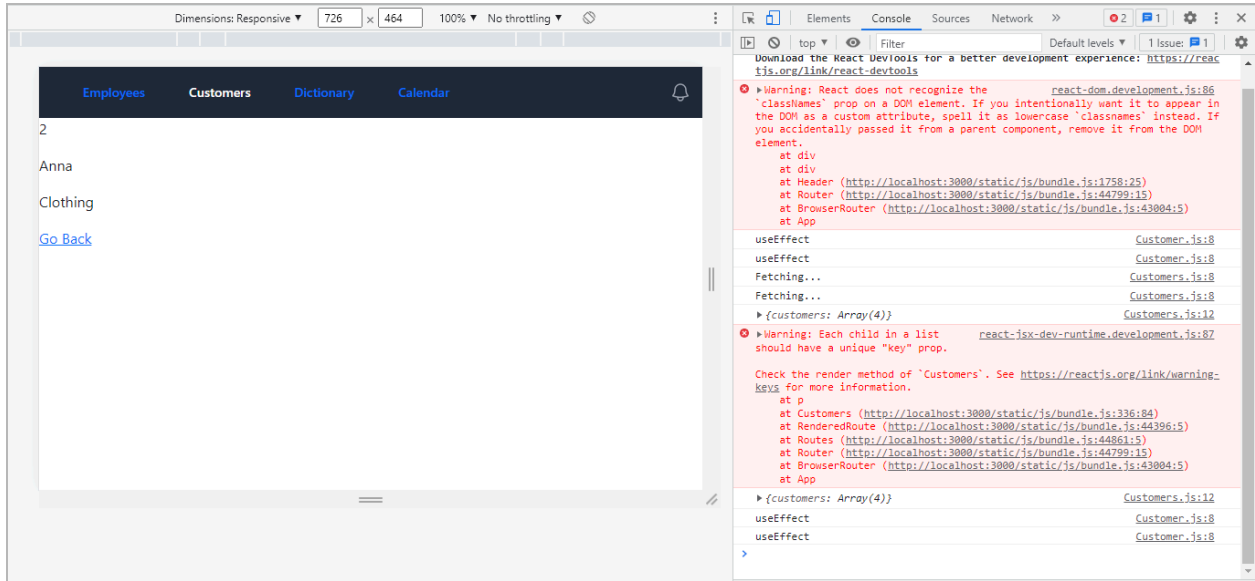 Dimensions: Responsive ▼ 726 × 464 100% ▼ No throttling ▼
Elements Console Sources Network » 2 1
top ▼ Filter Default levels ▼ 1 Issue: 1
Employees Customers Dictionary Calendar
2
Anna
Clothing
Go Back
Download the React DevTools for a better development experience: https://reac
tjs.org/link/react-devtools
▶Warning: React does not recognize the react-dom.development.js:86
`classNames` prop on a DOM element. If you intentionally want it to appear in
the DOM as a custom attribute, spell it as lowercase `classnames` instead. If
you accidentally passed it from a parent component, remove it from the DOM
element.
at div
at div
at Header (http://localhost:3000/static/js/bundle.js:1758:25)
at Router (http://localhost:3000/static/js/bundle.js:44799:15)
at BrowserRouter (http://localhost:3000/static/js/bundle.js:43004:5)
at App
useEffect Customer.js:8
useEffect Customer.js:8
Fetching... Customers.js:8
Fetching... Customers.js:8
▶{customers: Array(4)} Customers.js:12
▶Warning: Each child in a list react-jsx-dev-runtime.development.js:87
should have a unique "key" prop.
Check the render method of `Customers`. See https://reactjs.org/link/warning-
keys for more information.
at p
at Customers (http://localhost:3000/static/js/bundle.js:336:84)
at RenderedRoute (http://localhost:3000/static/js/bundle.js:44396:5)
at Routes (http://localhost:3000/static/js/bundle.js:44861:5)
at Router (http://localhost:3000/static/js/bundle.js:44799:15)
at BrowserRouter (http://localhost:3000/static/js/bundle.js:43004:5)
at App
▶{customers: Array(4)} Customers.js:12
useEffect Customer.js:8
useEffect Customer.js:8
>